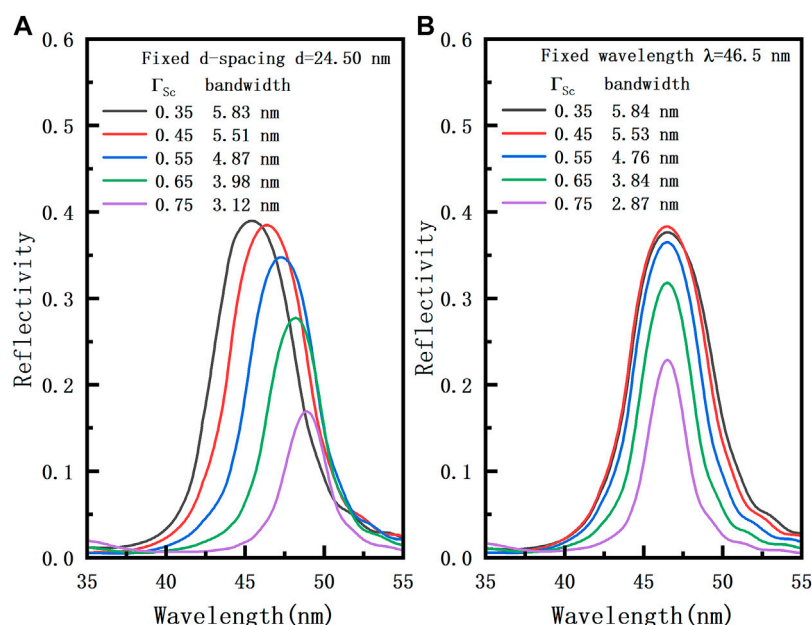 A
Fixed d-spacing d=24.50 nm
Γsc bandwidth
0.35 5.83 nm
0.45 5.51 nm
0.55 4.87 nm
0.65 3.98 nm
0.75 3.12 nm
0.6
0.5
0.4
0.3
0.2
0.1
0.0
Reflectivity
35 40 45 50 55
Wavelength(nm)
B
Fixed wavelength λ=46.5 nm
Γsc bandwidth
0.35 5.84 nm
0.45 5.53 nm
0.55 4.76 nm
0.65 3.84 nm
0.75 2.87 nm
0.6
0.5
0.4
0.3
0.2
0.1
0.0
Reflectivity
35 40 45 50 55
Wavelength(nm)